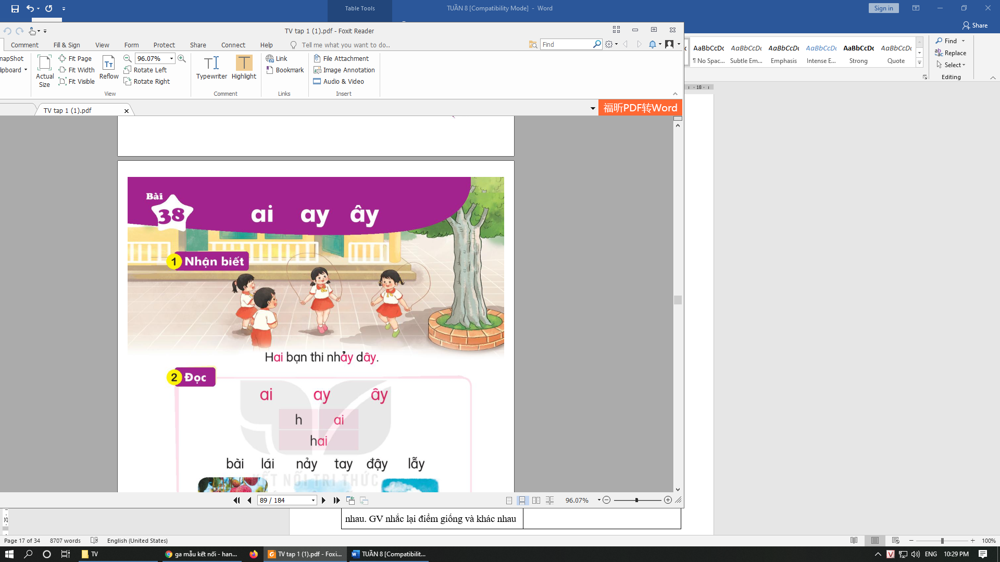 Table Tools
TUẦN 8 [Compatibility Mode] - Word
Sign in
Share
TV tap 1 (1).pdf - Foxit Reader
Comment Fill & Sign View Form Protect Share Connect Help Tell me what you want to do..
Find
napShot
lipboard
Actual Size
Fit Page
Fit Width
Fit Visible
Reflow
96.07%
Rotate Left
Rotate Right
View
Typewriter Highlight
Comment
Link
Bookmark
Links
File Attachment
Image Annotation
Audio & Video
Insert
AaBbCcDc AaBbCcDc AaBbCcDc AaBbCcDc AaBbCcDc AaBbCcDc
¶ No Spac... Subtle Em... Emphasis Intense E... Strong Quote
Find
Replace
Select
Editing
18
TV tap 1 (1).pdf
福昕PDF转Word
Bài
38
ai ay ây
1 Nhận biết
Hai bạn thi nhảy dây.
2 Đọc
ai ay ây
h ai
hai
bài lái nảy tay đậy lẫy
KẾT NỐI TRI THỨC
89 / 184
96.07%
25
nhau. GV nhắc lại điểm giống và khác nhau
Page 17 of 34 8707 words English (United States)
100%
TV
ga mẫu kết nối - han...
TV tap 1 (1).pdf - Foxi...
TUẦN 8 [Compatibilit...
ENG 10:29 PM